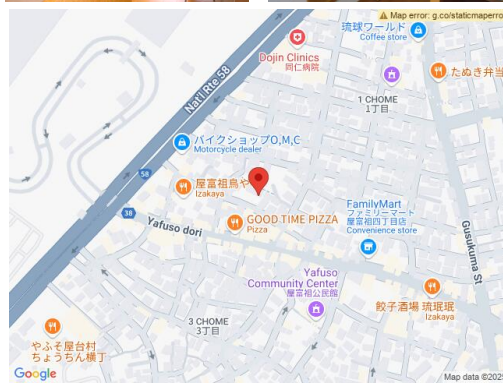 Map error: g.co/staticmaperro
琉球ワールド
Coffee store
Dojin Clinics
同仁病院
たぬき弁当
Nat'l Rte 58
1 CHOME
1丁目
バイクショップO,M,C
Motorcycle dealer
58
屋富祖烏や
Izakaya
38
GOOD TIME PIZZA
Pizza
FamilyMart
ファミリーマート
屋富祖四丁目店
Convenience store
Gusukuma St
Yafuso dori
Yafuso
Community Center
屋富祖公民館
餃子酒場 琉珉珉
Izakaya
3 CHOME
3丁目
やふそ屋台村
ちょうちん横丁
Google
Map data ©202